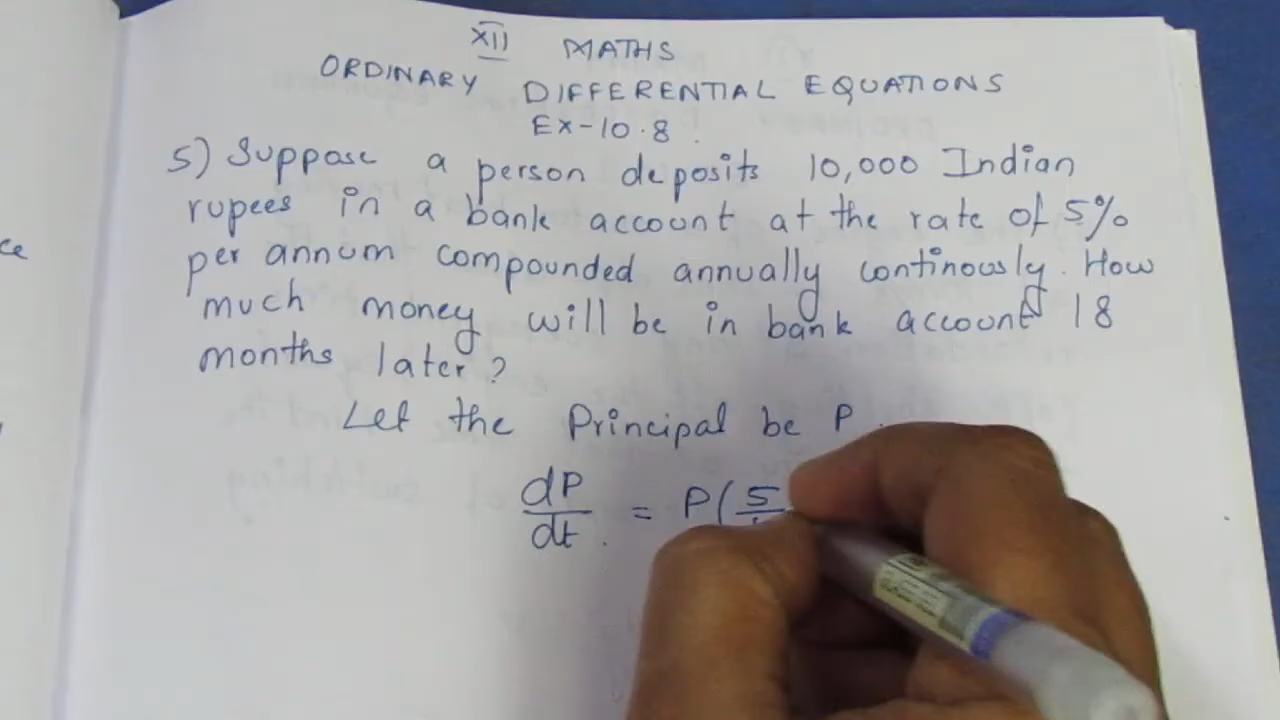 XII MATHS
ORDINARY DIFFERENTIAL EQUATIONS
Ex-10.8
5) Suppose a person deposits 10,000 Indian
rupees in a bank account at the rate of 5%
per annum compounded annually continously. How
much money will be in bank account 18
months later?
Let the Principal be P.
dP/dt = P(5
ce